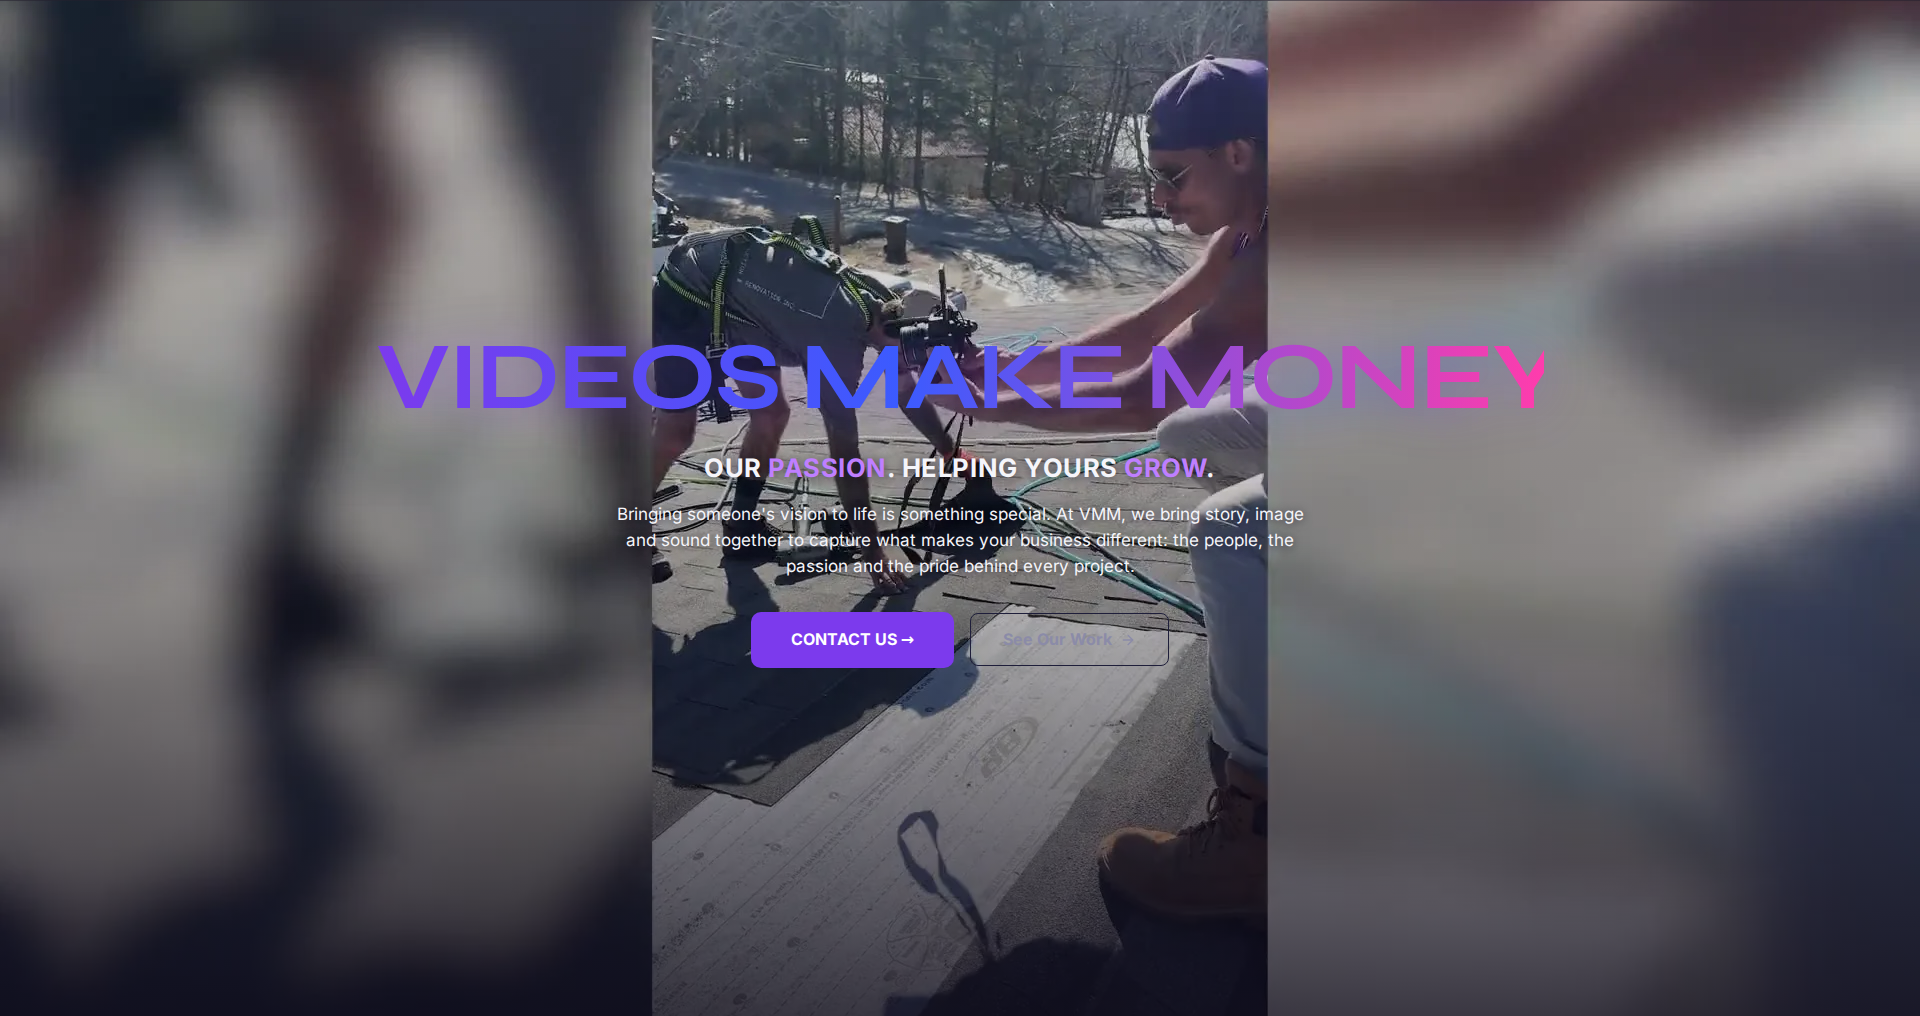 VIDEOS MAKE MONEY
OUR PASSION. HELPING YOURS GROW.
Bringing someone's vision to life is something special. At VMM, we bring story, image
and sound together to capture what makes your business different: the people, the
passion and the pride behind every project.
CONTACT US →
See Our Work →
RENOVATION INC.